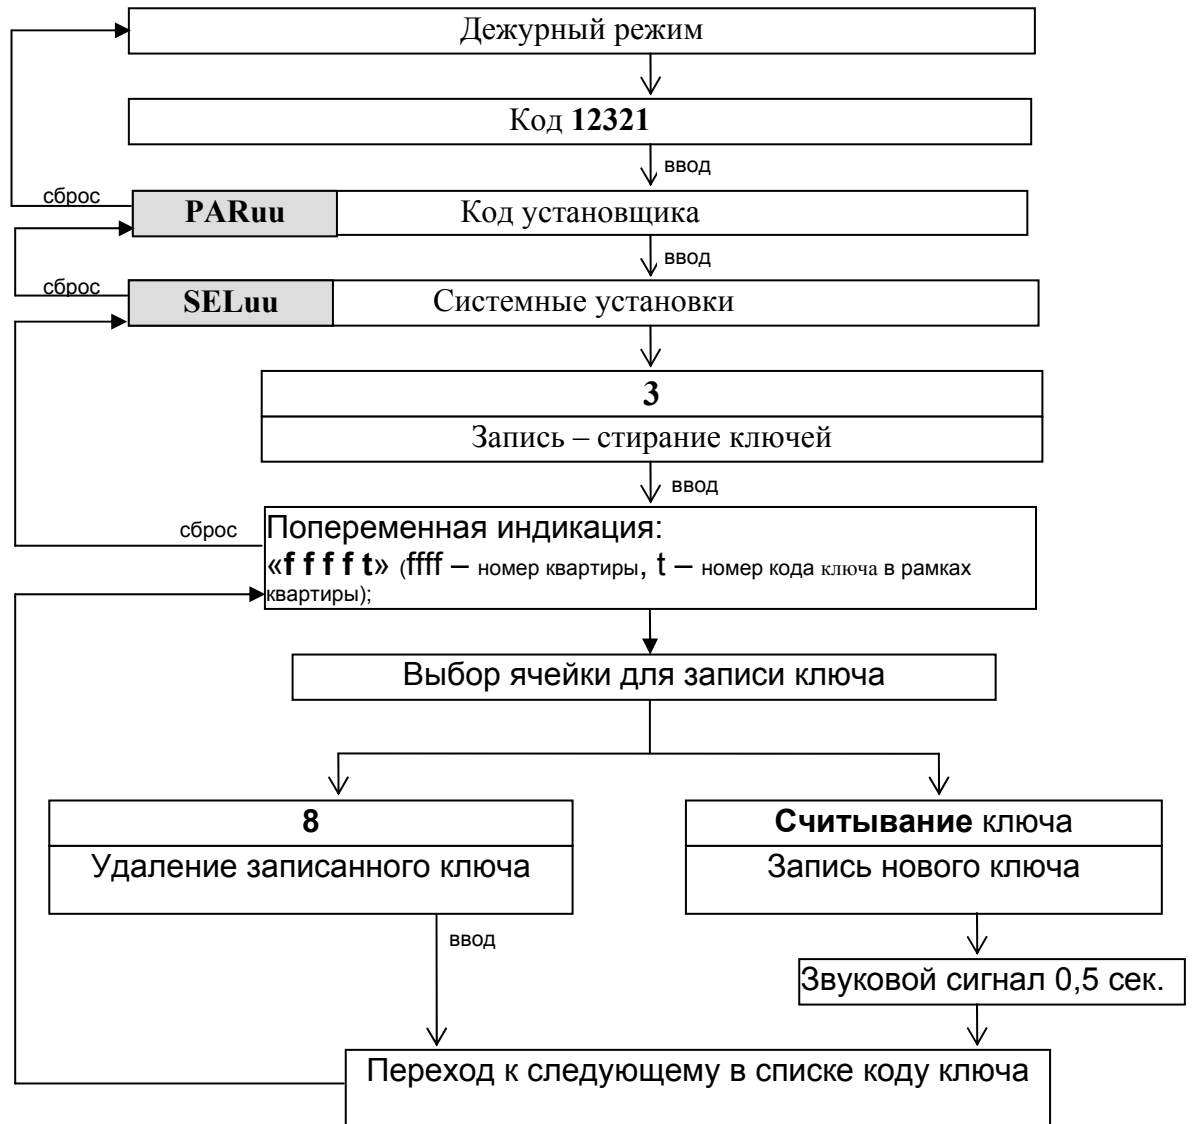 Дежурный режим
Код 12321
ввод
сброс
PARuu Код установщика
ввод
сброс
SELuu Системные установки
3
Запись – стирание ключей
ввод
сброс
Попеременная индикация:
«f f f f t» (ffff – номер квартиры, t – номер кода ключа в рамках
квартиры);
Выбор ячейки для записи ключа
8
Удаление записанного ключа
Считывание ключа
Запись нового ключа
ввод
Звуковой сигнал 0,5 сек.
Переход к следующему в списке коду ключа